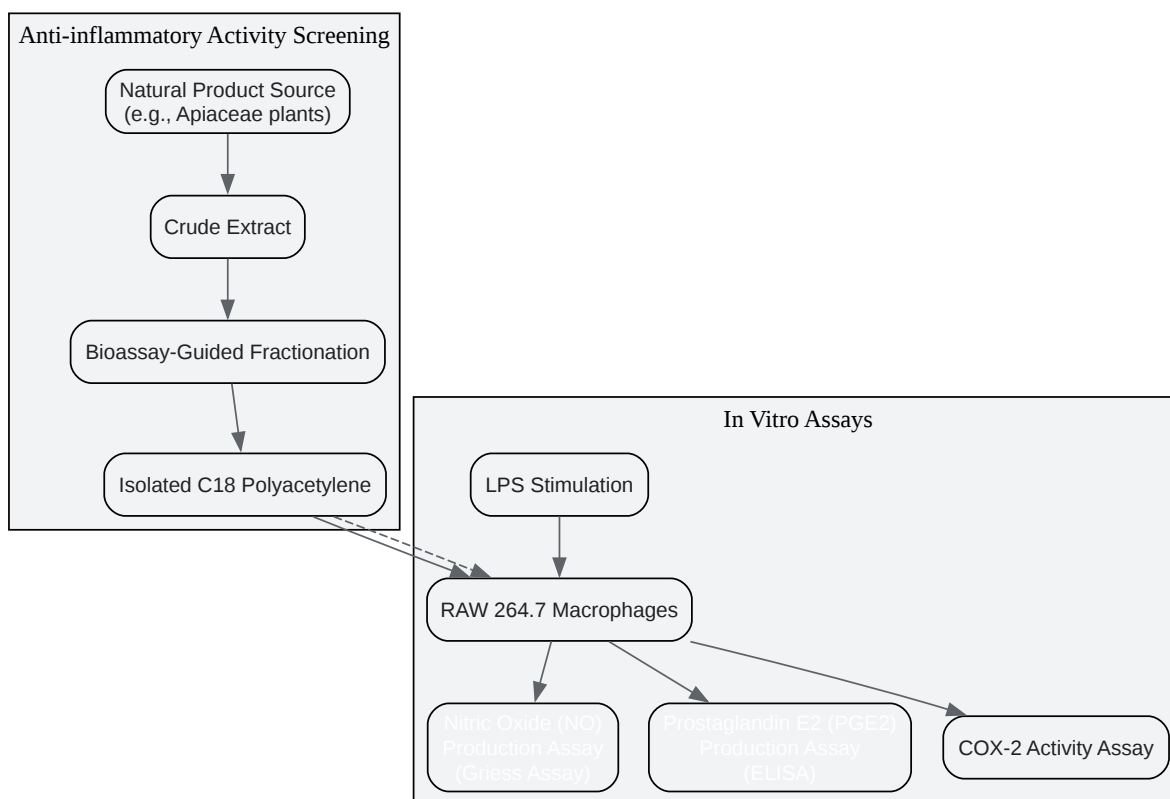 Anti-inflammatory Activity Screening
Natural Product Source
(e.g., Apiaceae plants)
Crude Extract
Bioassay-Guided Fractionation
Isolated C18 Polyacetylene
In Vitro Assays
LPS Stimulation
RAW 264.7 Macrophages
Nitric Oxide (NO)
Production Assay
(Griess Assay)
Prostaglandin E2 (PGE2)
Production Assay
(ELISA)
COX-2 Activity Assay